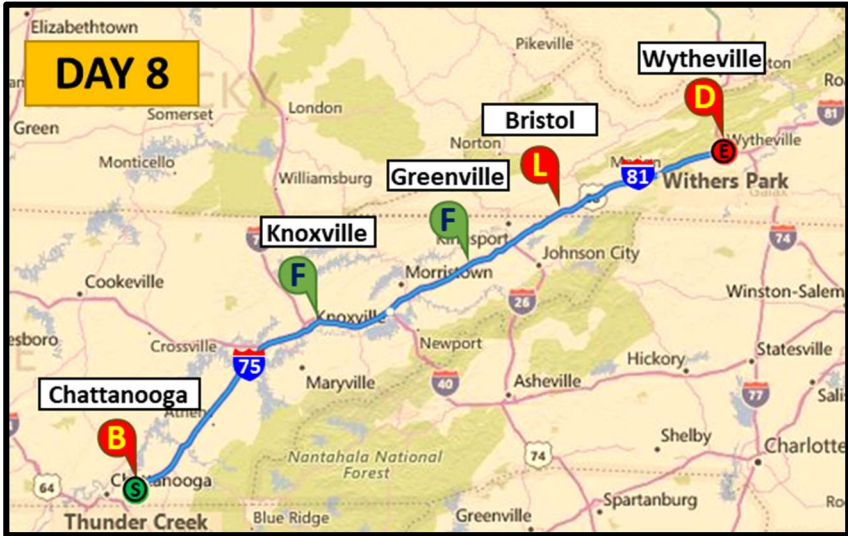 Elizabethtown
DAY 8
Pikeville
Wytheville
D
81
Green
Somerset
London
Bristol
Norton
L
Wytheville
E
Monticello
Williamsburg
Greenville
81
Withers Park
Knoxville
F
Kingsport
74
F
Johnson City
Cookeville
Morristown
26
Winston-Salem
Knoxville
Crossville
Newport
Statesville
75
Maryville
40
Hickory
77
Asheville
Chattanooga
B
Shelby
Charlotte
Nantahala National
Forest
74
64
S
Thunder Creek
Blue Ridge
Greenville
Spartanburg